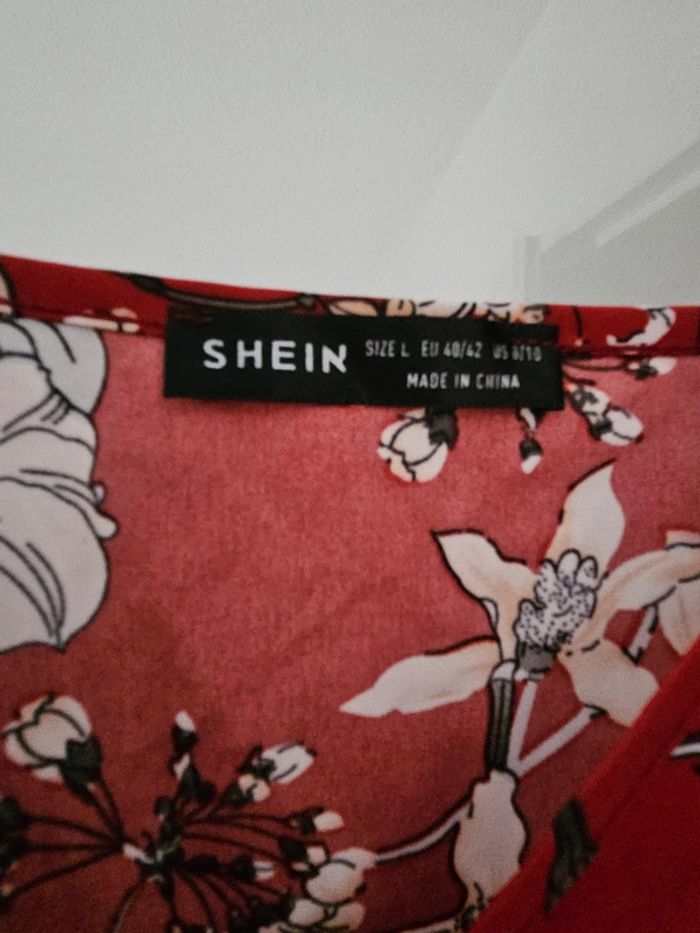 SHEIN SIZE L EU 40/42 US 8/10
MADE IN CHINA